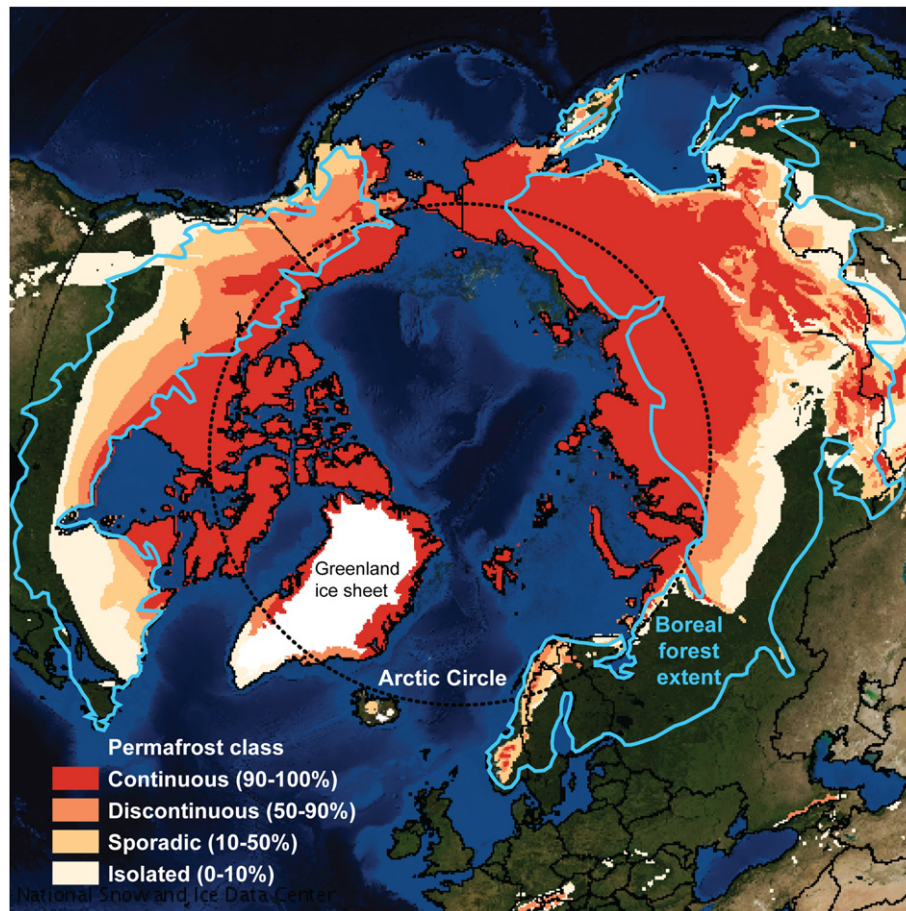 Greenland
ice sheet
Boreal
forest
extent
Arctic Circle
Permafrost class
Continuous (90-100%)
Discontinuous (50-90%)
Sporadic (10-50%)
Isolated (0-10%)
National Snow and Ice Data Center